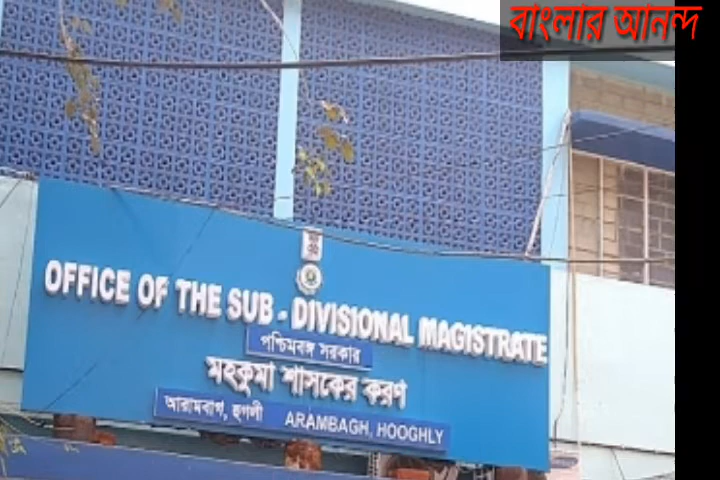 বাংলার আনন্দ
OFFICE OF THE SUB - DIVISIONAL MAGISTRATE
পশ্চিমবঙ্গ সরকার
মহকুমা শাসকের করণ
আরামবাগ, হুগলী ARAMBAGH, HOOGHLY